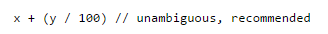 x + (y / 100) // unambiguous, recommended